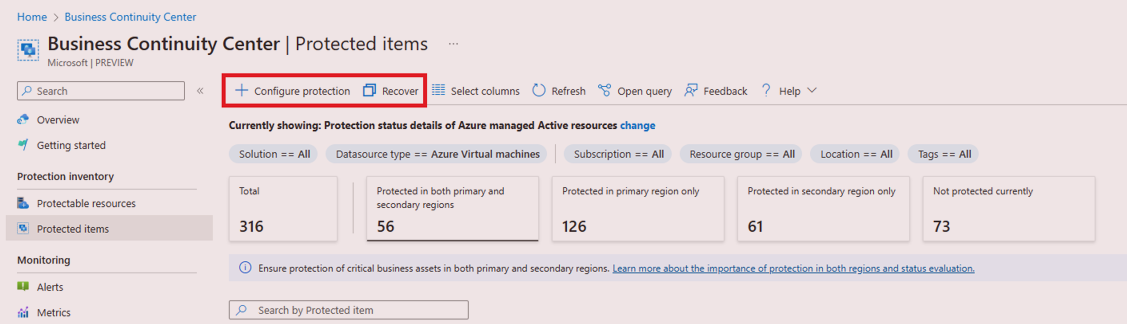 Home > Business Continuity Center
Business Continuity Center | Protected items ...
Microsoft | PREVIEW
Search «
+ Configure protection Recover Select columns Refresh Open query Feedback ? Help
Overview
Getting started
Protection inventory
Protectable resources
Protected items
Monitoring
Alerts
Metrics
Currently showing: Protection status details of Azure managed Active resources change
Solution == All Datasource type == Azure Virtual machines Subscription == All Resource group == All Location == All Tags == All
Total
316
Protected in both primary and
secondary regions
56
Protected in primary region only
126
Protected in secondary region only
61
Not protected currently
73
Ensure protection of critical business assets in both primary and secondary regions. Learn more about the importance of protection in both regions and status evaluation.
Search by Protected item